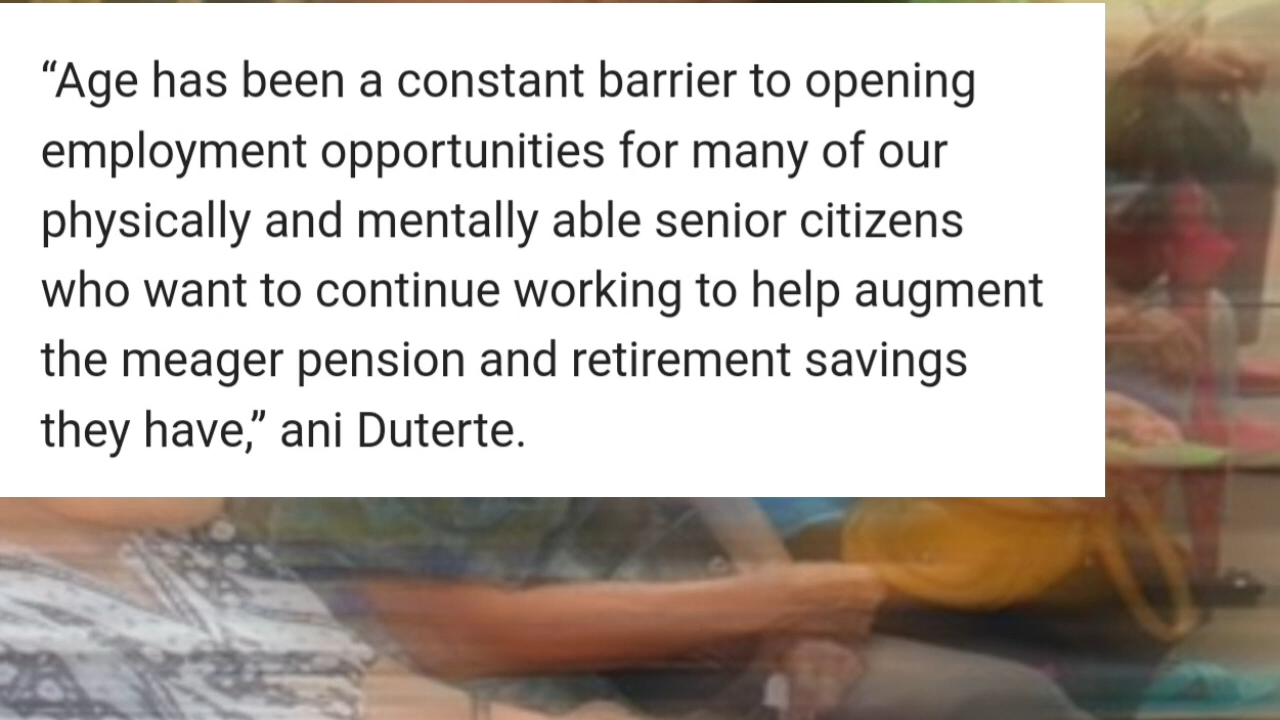 “Age has been a constant barrier to opening
employment opportunities for many of our
physically and mentally able senior citizens
who want to continue working to help augment
the meager pension and retirement savings
they have,” ani Duterte.